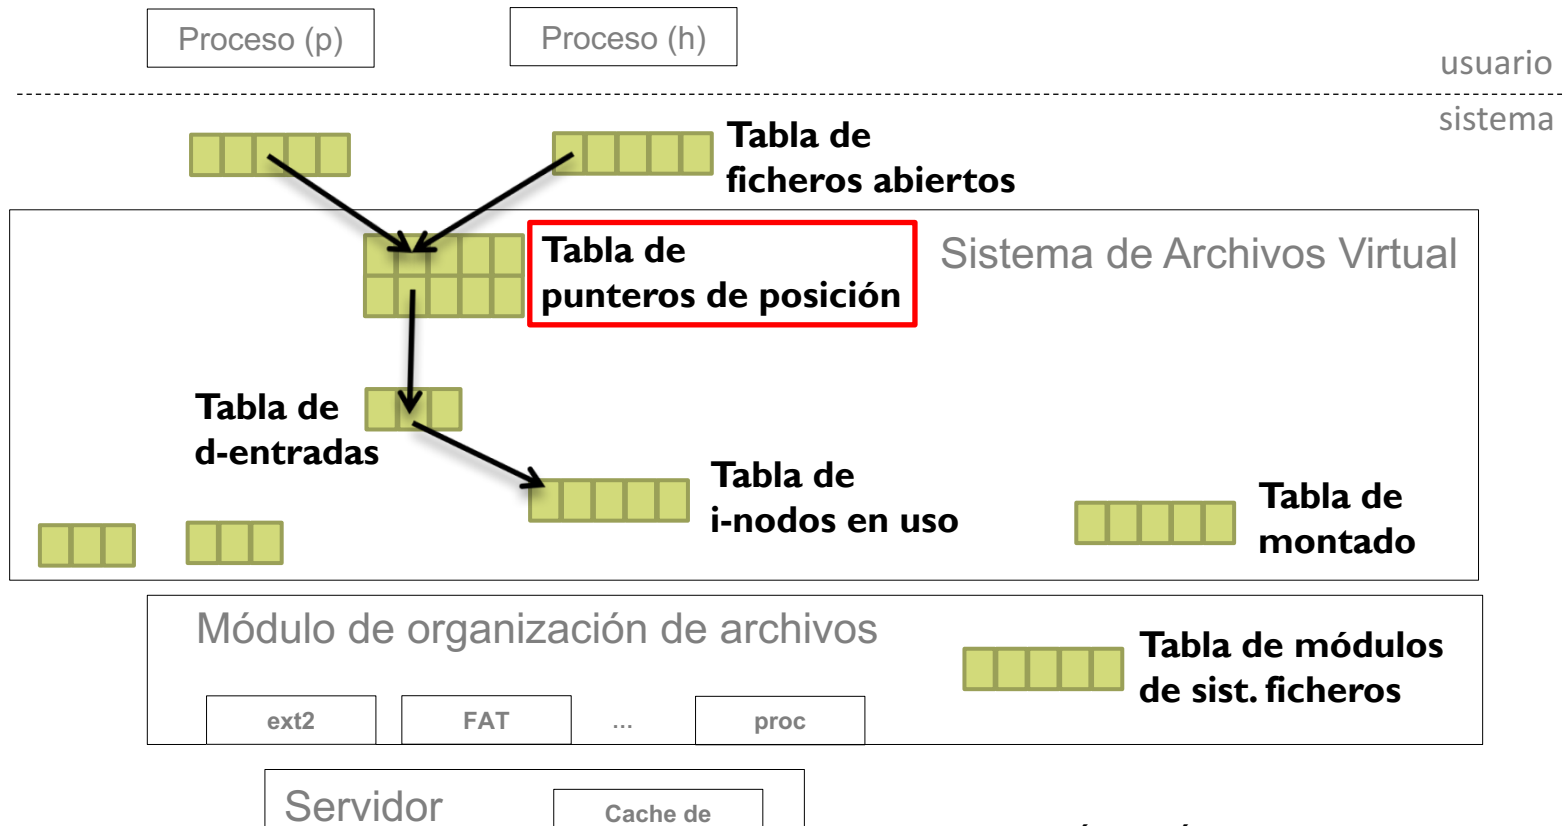 Proceso (p)
Proceso (h)
usuario
sistema
Tabla de
ficheros abiertos
Tabla de
punteros de posición
Sistema de Archivos Virtual
Tabla de
d-entradas
Tabla de
i-nodos en uso
Tabla de
montado
Módulo de organización de archivos
Tabla de módulos
de sist. ficheros
ext2
FAT
...
proc
Servidor
Cache de